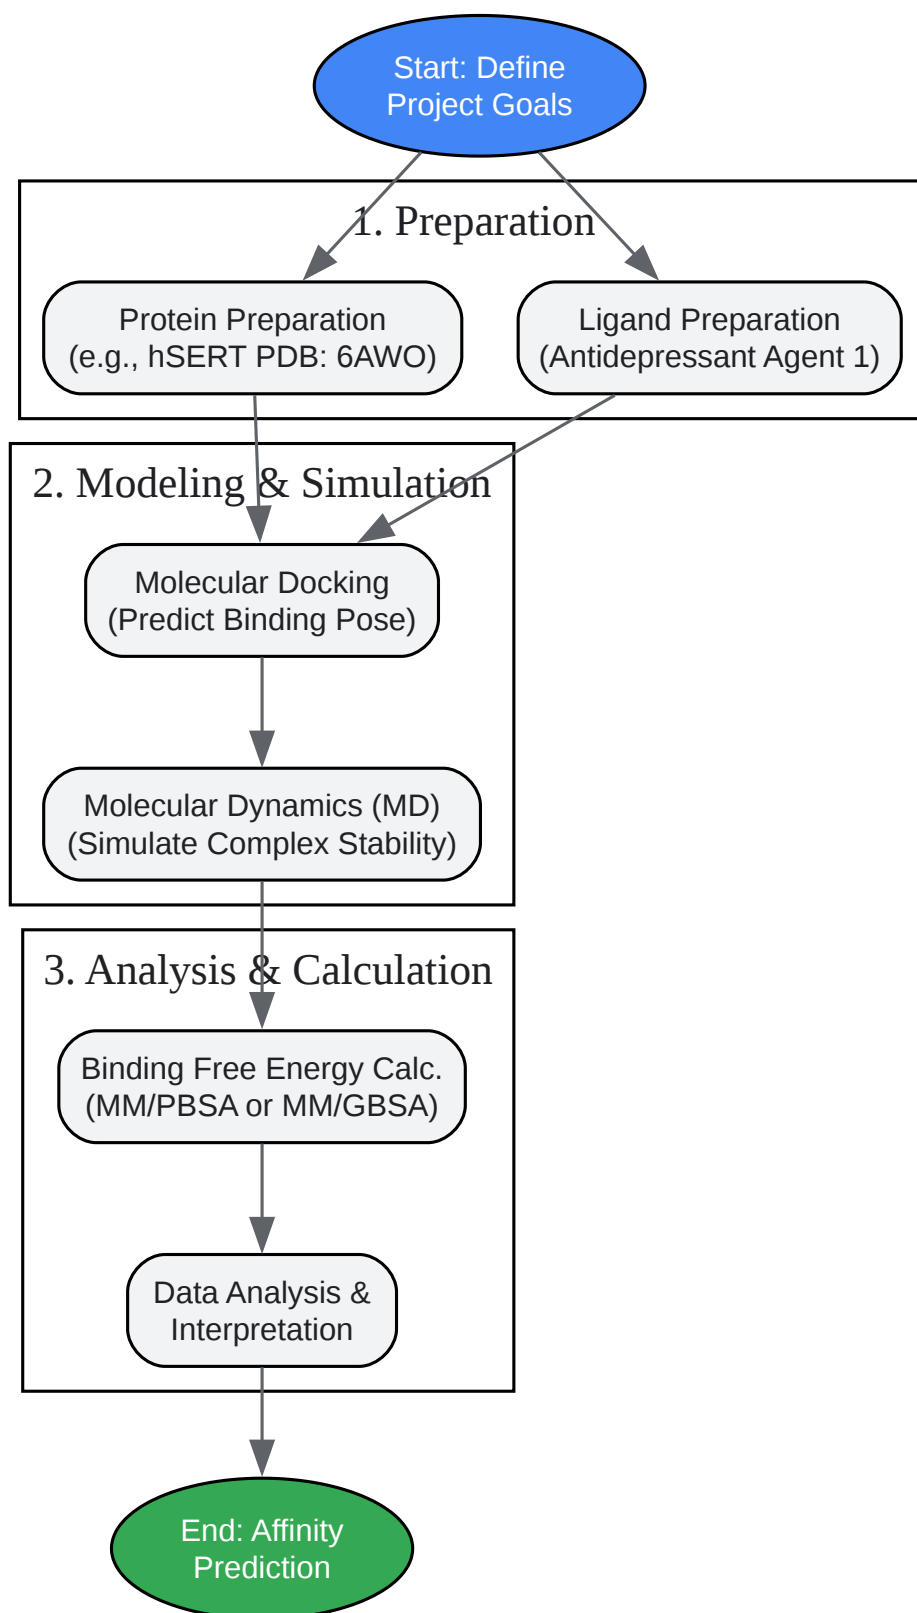 Start: Define
Project Goals
1. Preparation
Protein Preparation
(e.g., hSERT PDB: 6AWO)
Ligand Preparation
(Antidepressant Agent 1)
2. Modeling & Simulation
Molecular Docking
(Predict Binding Pose)
Molecular Dynamics (MD)
(Simulate Complex Stability)
3. Analysis & Calculation
Binding Free Energy Calc.
(MM/PBSA or MM/GBSA)
Data Analysis &
Interpretation
End: Affinity
Prediction